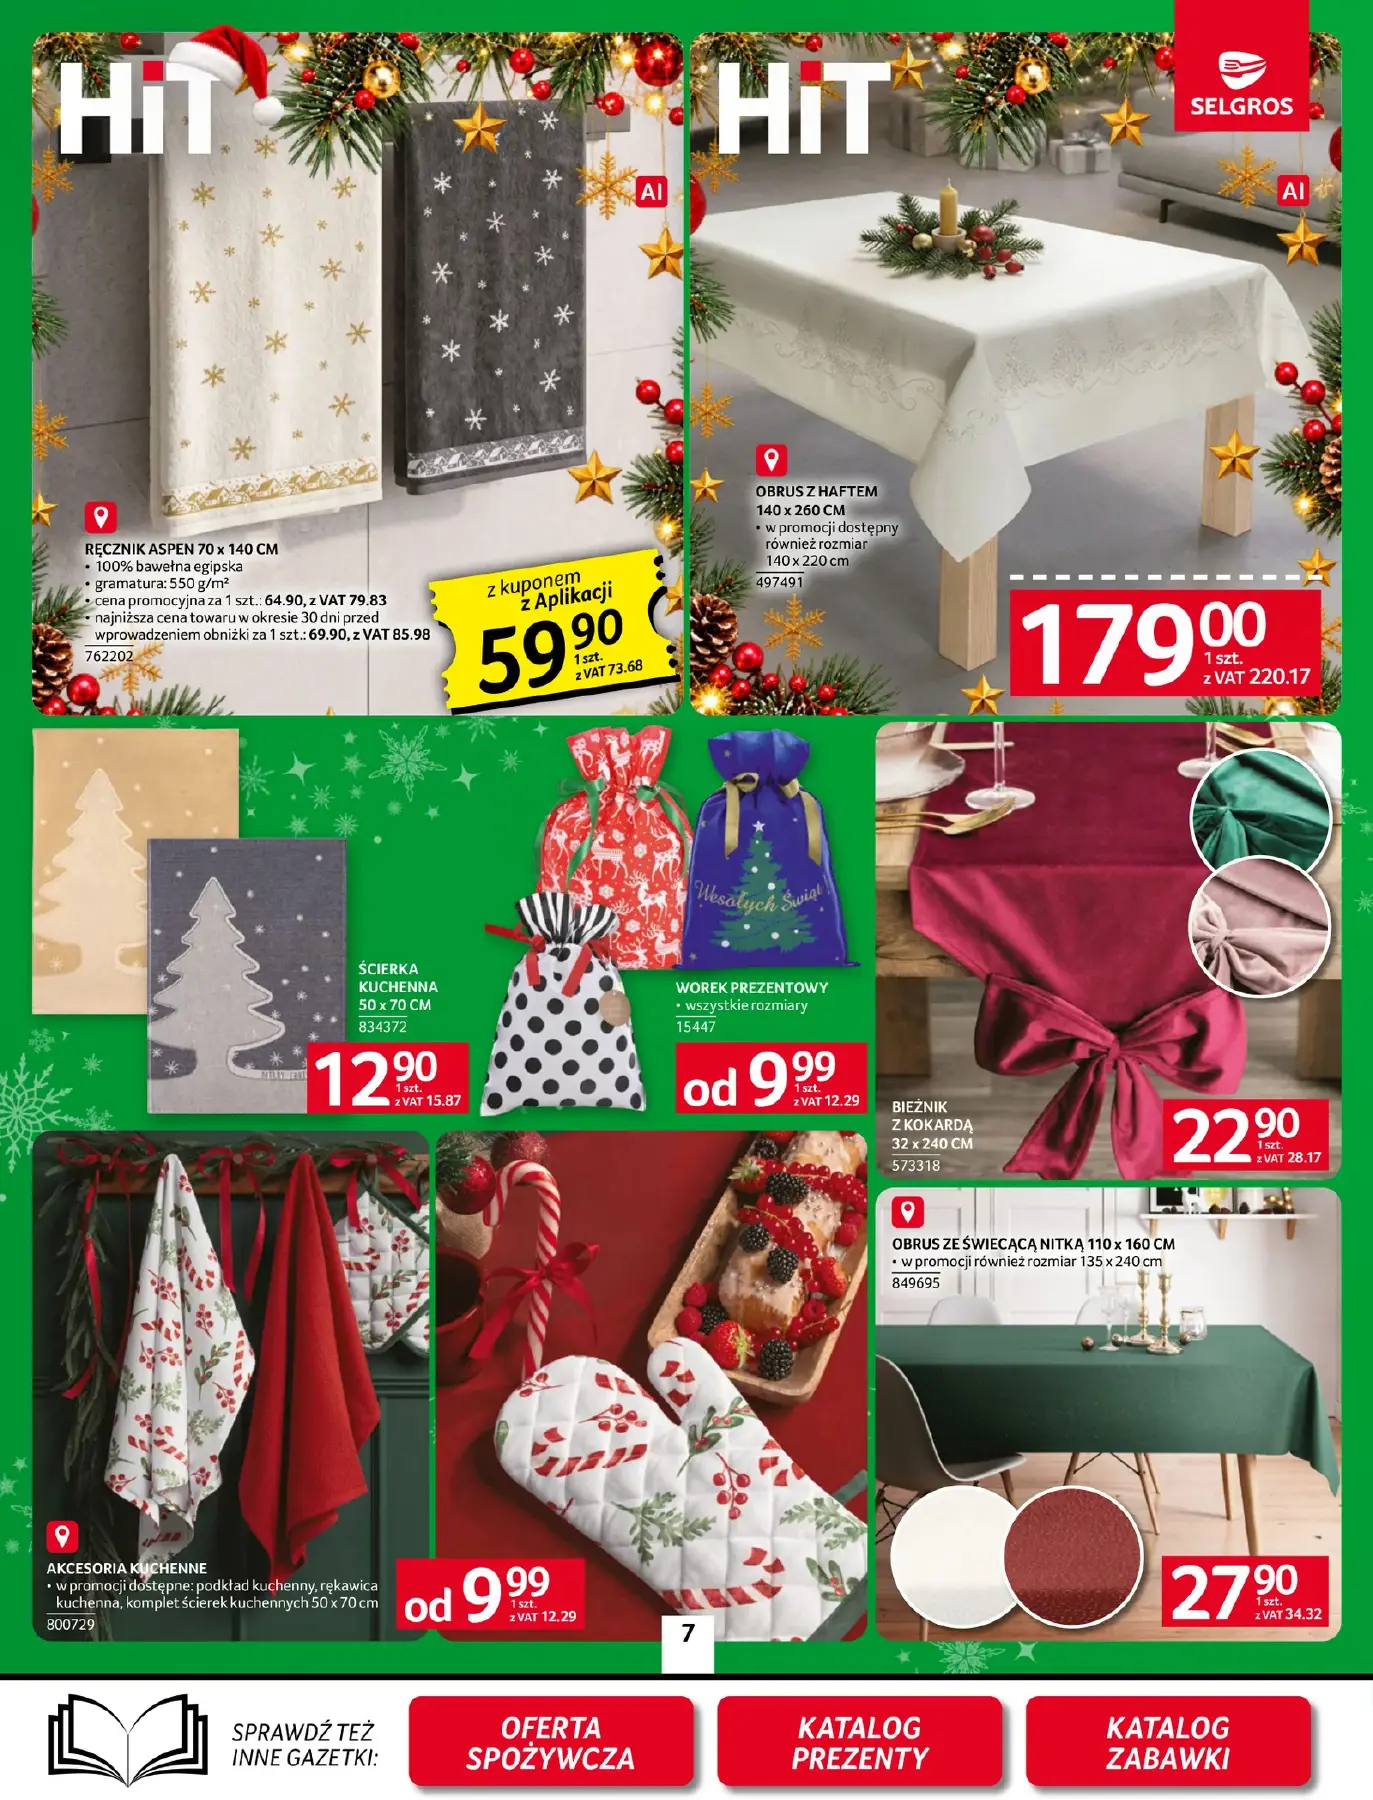 HiT
AI
RĘCZNIK ASPEN 70 x 140 CM
• 100% bawełna egipska
• gramatura: 550 g/m²
• cena promocyjna za 1 szt.: 64.90, z VAT 79.83
• najniższa cena towaru w okresie 30 dni przed
wprowadzeniem obniżki za 1 szt.: 69.90, z VAT 85.98
762202
z kuponem
z Aplikacji
59 90
1 szt.
z VAT 73.68
HiT
SELGROS
AI
OBRUS Z HAFTEM
140 x 260 CM
• w promocji dostępny
również rozmiar
140 x 220 cm
497491
179 00
1 szt.
z VAT 220.17
ŚCIERKA
KUCHENNA
50 x 70 CM
834372
12 90
1 szt.
z VAT 15.87
Wesołych Świąt
WOREK PREZENTOWY
• wszystkie rozmiary
15447
od 9 99
1 szt.
z VAT 12.29
BIEŻNIK
Z KOKARDĄ
32 x 240 CM
573318
22 90
1 szt.
z VAT 28.17
AKCESORIA KUCHENNE
• w promocji dostępne: podkład kuchenny, rękawica
kuchenna, komplet ścierek kuchennych 50 x 70 cm
800729
od 9 99
1 szt.
z VAT 12.29
OBRUS ZE ŚWIECĄCĄ NITKĄ 110 x 160 CM
• w promocji również rozmiar 135 x 240 cm
849695
27 90
1 szt.
z VAT 34.32
7
SPRAWDŹ TEŻ
INNE GAZETKI:
OFERTA
SPOŻYWCZA
KATALOG
PREZENTY
KATALOG
ZABAWKI